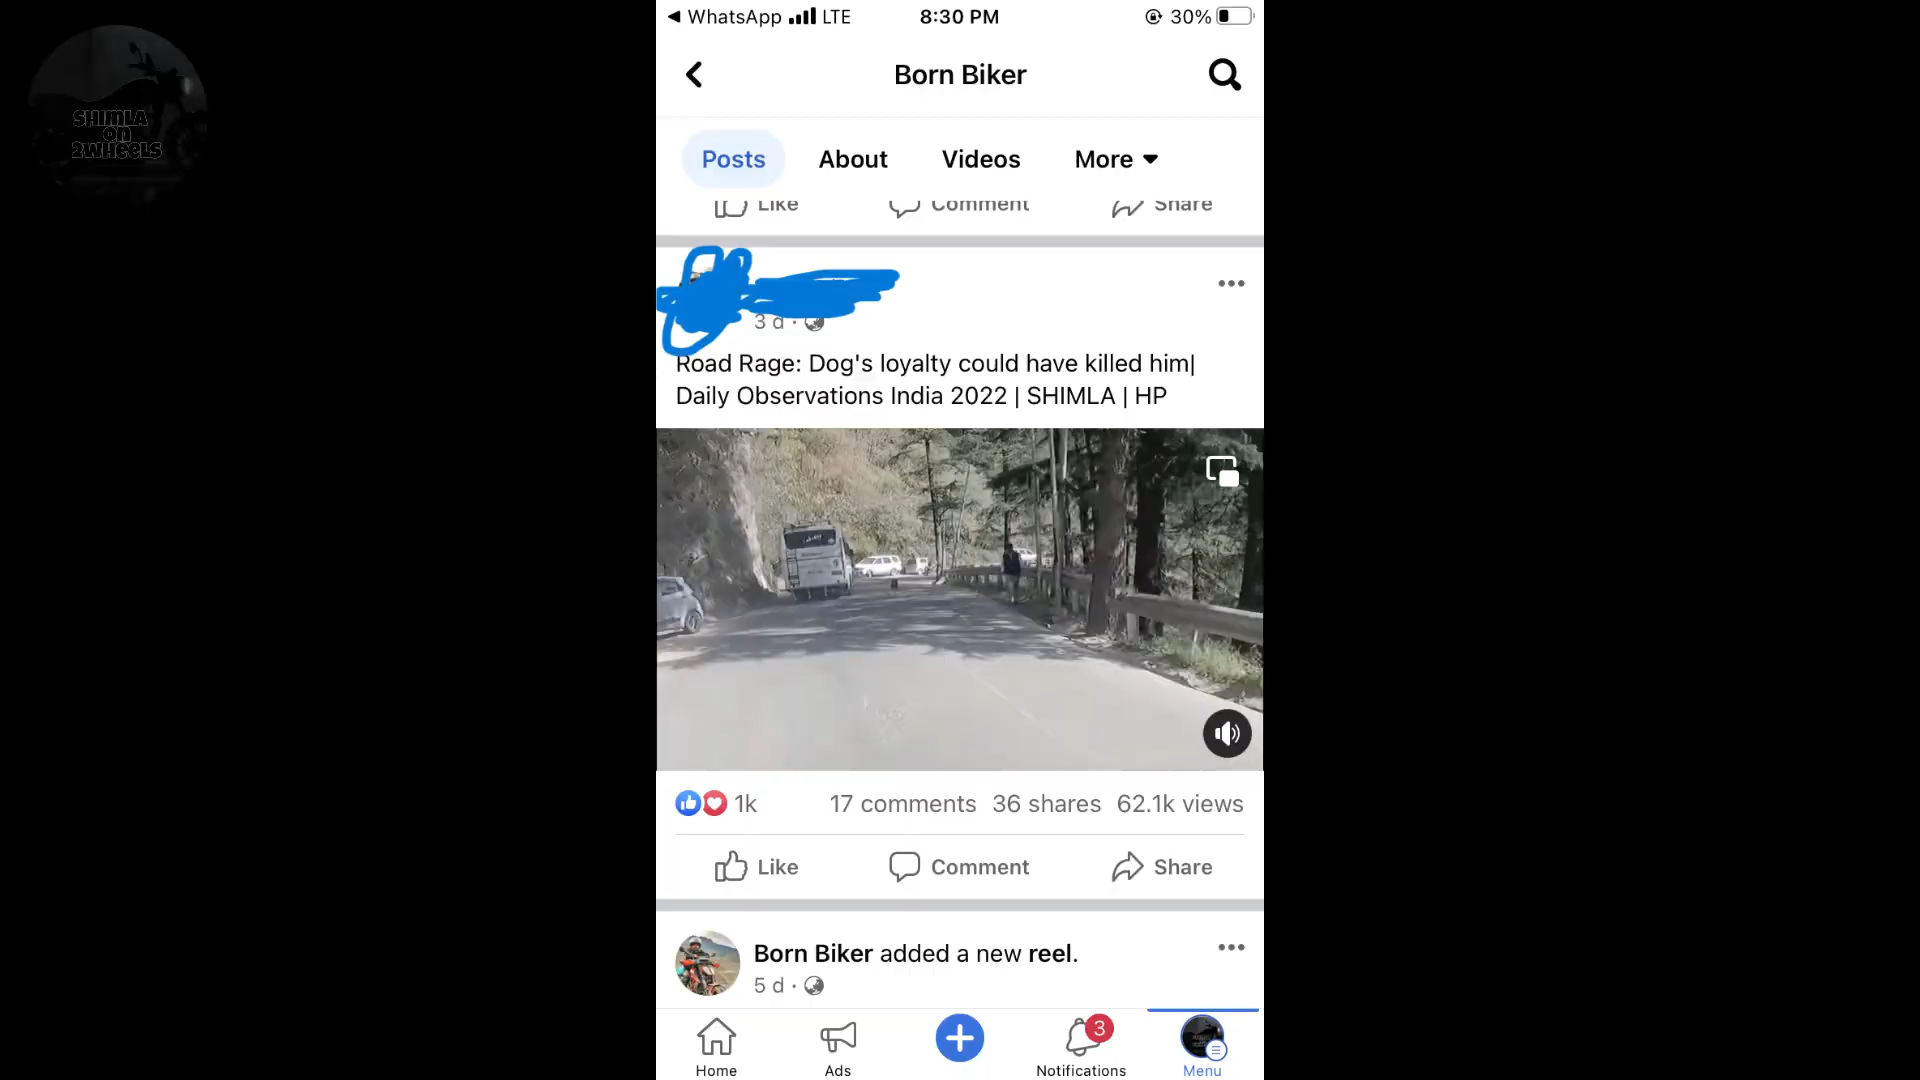 SHIMLA
on
2WHEELS
WhatsApp LTE 8:30 PM 30%
Born Biker
Posts About Videos More
Like Comment Share
3 d ·
Road Rage: Dog's loyalty could have killed him|
Daily Observations India 2022 | SHIMLA | HP
1k 17 comments 36 shares 62.1k views
Like Comment Share
Born Biker added a new reel.
5 d ·
3
Home Ads Notifications Menu